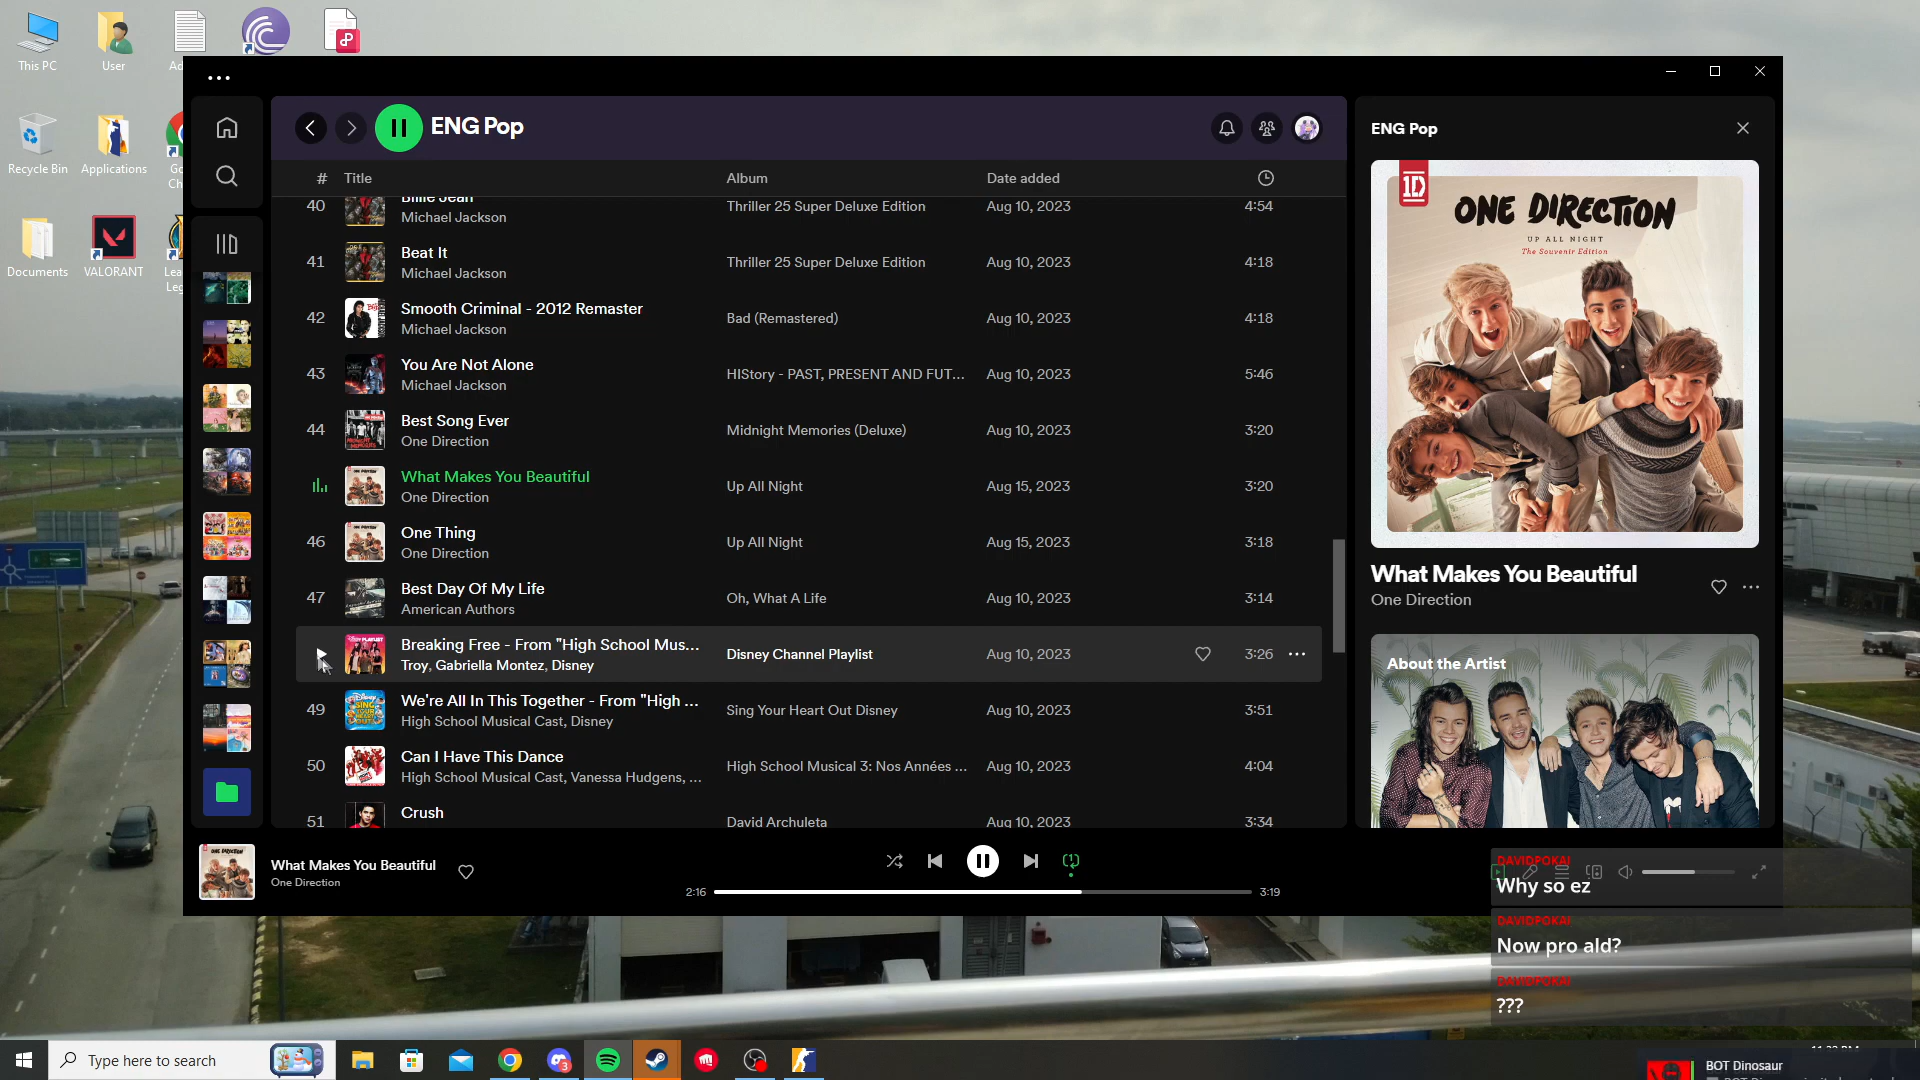 This PC
User
Recycle Bin
Applications
Documents
VALORANT
ENG Pop
# Title Album Date added
40 Billie Jean Michael Jackson Thriller 25 Super Deluxe Edition Aug 10, 2023 4:54
41 Beat It Michael Jackson Thriller 25 Super Deluxe Edition Aug 10, 2023 4:18
42 Smooth Criminal - 2012 Remaster Michael Jackson Bad (Remastered) Aug 10, 2023 4:18
43 You Are Not Alone Michael Jackson HIStory - PAST, PRESENT AND FUT... Aug 10, 2023 5:46
44 Best Song Ever One Direction Midnight Memories (Deluxe) Aug 10, 2023 3:20
What Makes You Beautiful One Direction Up All Night Aug 15, 2023 3:20
46 One Thing One Direction Up All Night Aug 15, 2023 3:18
47 Best Day Of My Life American Authors Oh, What A Life Aug 10, 2023 3:14
Breaking Free - From "High School Mus... Troy, Gabriella Montez, Disney Disney Channel Playlist Aug 10, 2023 3:26
49 We're All In This Together - From "High ... High School Musical Cast, Disney Sing Your Heart Out Disney Aug 10, 2023 3:51
50 Can I Have This Dance High School Musical Cast, Vanessa Hudgens, ... High School Musical 3: Nos Années ... Aug 10, 2023 4:04
51 Crush David Archuleta Aug 10, 2023 3:34
ENG Pop
1D
ONE DIRECTION
UP ALL NIGHT
The Souvenir Edition
What Makes You Beautiful
One Direction
About the Artist
What Makes You Beautiful
One Direction
2:16
3:19
DAVIDPOKAI
Why so ez
DAVIDPOKAI
Now pro ald?
DAVIDPOKAI
???
Type here to search
3
BOT Dinosaur